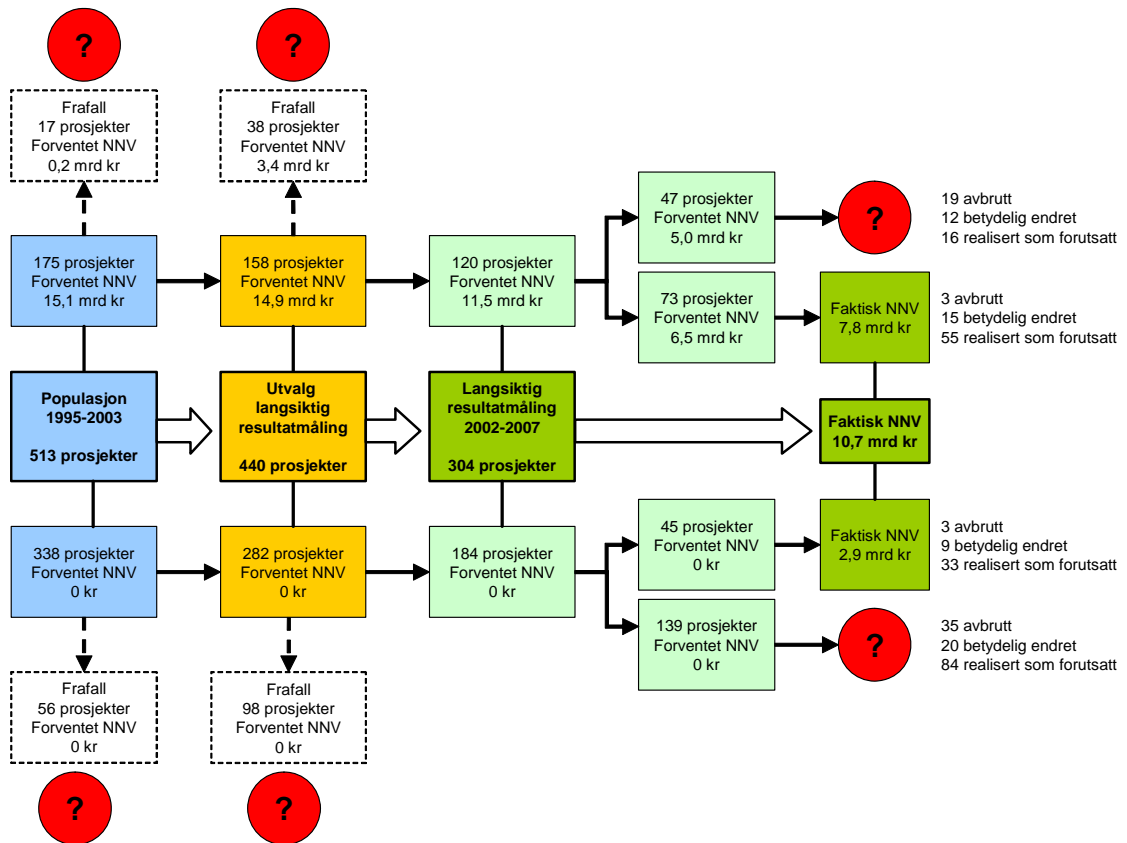 ?
?
Frafall
17 prosjekter
Forventet NNV
0,2 mrd kr
Frafall
38 prosjekter
Forventet NNV
3,4 mrd kr
175 prosjekter
Forventet NNV
15,1 mrd kr
158 prosjekter
Forventet NNV
14,9 mrd kr
120 prosjekter
Forventet NNV
11,5 mrd kr
47 prosjekter
Forventet NNV
5,0 mrd kr
?
19 avbrutt
12 betydelig endret
16 realisert som forutsatt
73 prosjekter
Forventet NNV
6,5 mrd kr
Faktisk NNV
7,8 mrd kr
3 avbrutt
15 betydelig endret
55 realisert som forutsatt
Populasjon
1995-2003
513 prosjekter
Utvalg
langsiktig
resultatmåling
440 prosjekter
Langsiktig
resultatmåling
2002-2007
304 prosjekter
Faktisk NNV
10,7 mrd kr
338 prosjekter
Forventet NNV
0 kr
282 prosjekter
Forventet NNV
0 kr
184 prosjekter
Forventet NNV
0 kr
45 prosjekter
Forventet NNV
0 kr
Faktisk NNV
2,9 mrd kr
3 avbrutt
9 betydelig endret
33 realisert som forutsatt
139 prosjekter
Forventet NNV
0 kr
?
35 avbrutt
20 betydelig endret
84 realisert som forutsatt
Frafall
56 prosjekter
Forventet NNV
0 kr
Frafall
98 prosjekter
Forventet NNV
0 kr
?
?